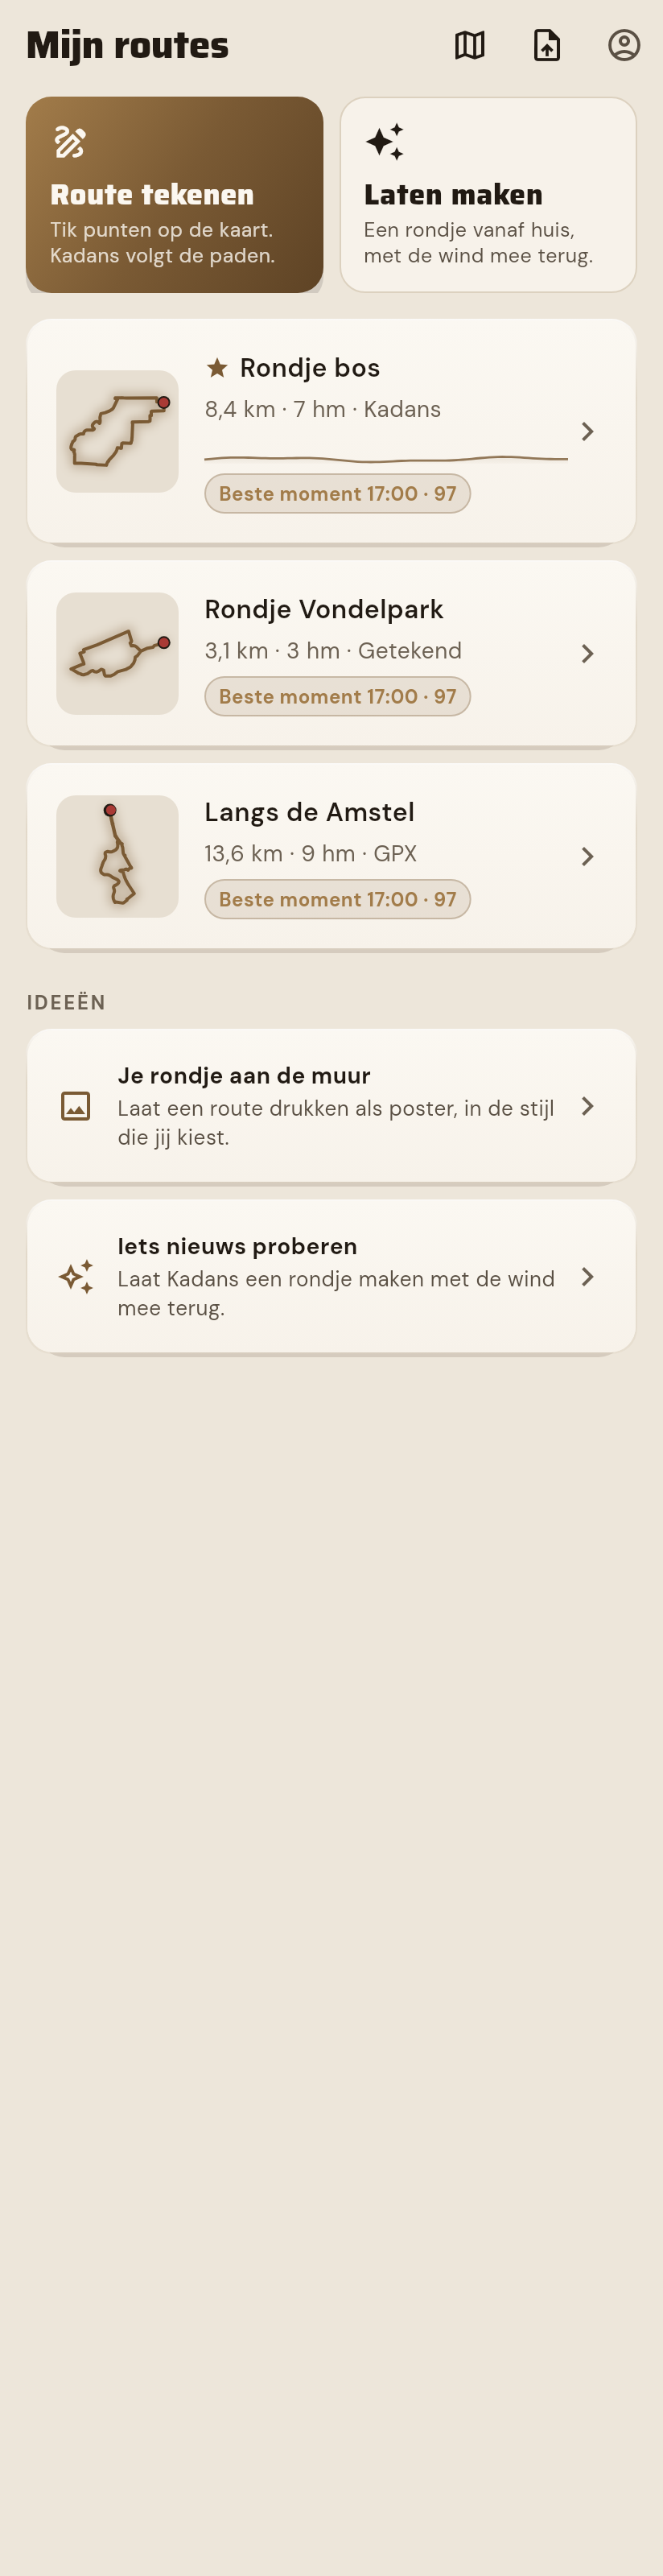 Mijn routes
Route tekenen
Tik punten op de kaart.
Kadans volgt de paden.
Laten maken
Een rondje vanaf huis,
met de wind mee terug.
Rondje bos
8,4 km · 7 hm · Kadans
Beste moment 17:00 · 97
Rondje Vondelpark
3,1 km · 3 hm · Getekend
Beste moment 17:00 · 97
Langs de Amstel
13,6 km · 9 hm · GPX
Beste moment 17:00 · 97
IDEEËN
Je rondje aan de muur
Laat een route drukken als poster, in de stijl
die jij kiest.
Iets nieuws proberen
Laat Kadans een rondje maken met de wind
mee terug.